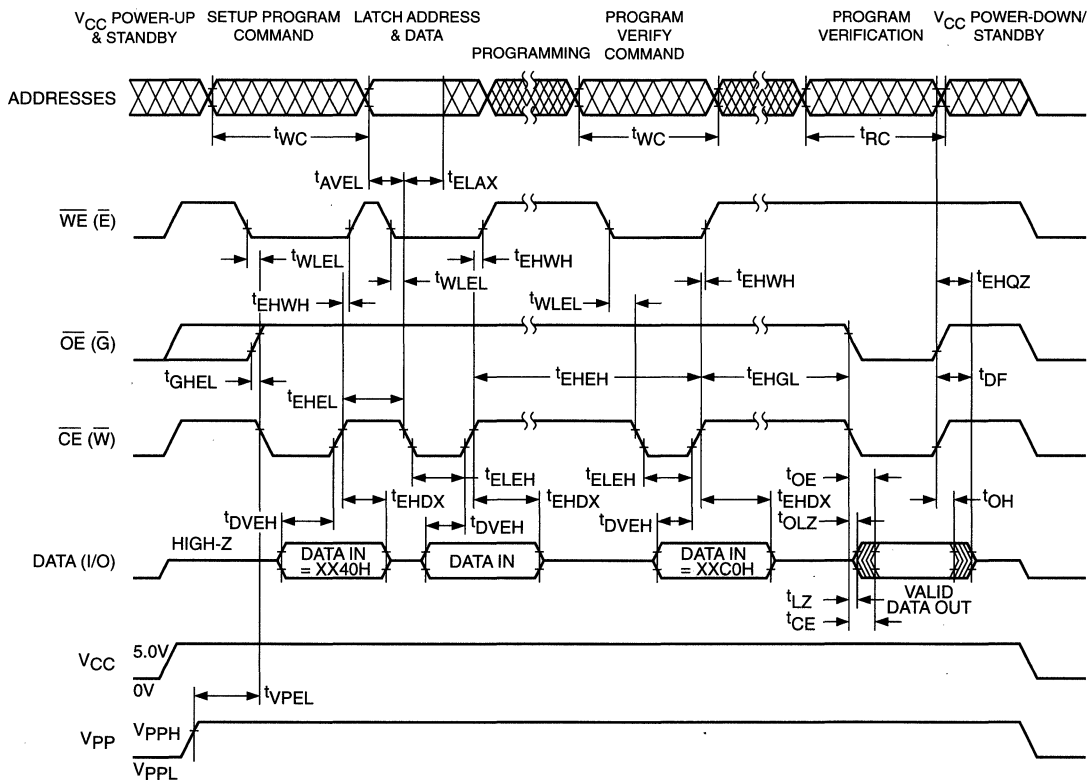 VCC POWER-UP & STANDBY
SETUP PROGRAM COMMAND
LATCH ADDRESS & DATA
PROGRAMMING
PROGRAM VERIFY COMMAND
PROGRAM VERIFICATION
VCC POWER-DOWN/ STANDBY
ADDRESSES
tWC
tWC
tRC
tAVEL
tELAX
WE (E)
tWLEL
tEHWH
tEHWH
tWLEL
tWLEL
tEHWH
tEHQZ
OE (G)
tGHEL
tEHEL
tEHEH
tEHGL
tDF
CE (W)
tELEH
tELEH
tOE
tEHDX
tEHDX
tEHDX
tOH
tDVEH
tDVEH
tDVEH
tOLZ
DATA (I/O)
HIGH-Z
DATA IN = XX40H
DATA IN
DATA IN = XXC0H
VALID DATA OUT
tLZ
tCE
VCC
5.0V
0V
tVPEL
VPP
VPPH
VPPL